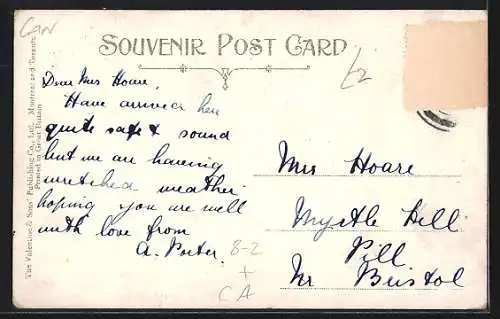 CAN
SOUVENIR POST CARD
The Valentine & Sons' Publishing Co., Ltd. Montreal and Toronto
Printed in Great Britain
£2
Dear Mrs Hoare,
Have arrived here
quite safe & sound
but we are having
wretched weather
hoping you are well
with love from
A. Porter
8-2
+
CA
Mrs Hoare
Myrtle Hill
Pill
Nr Bristol